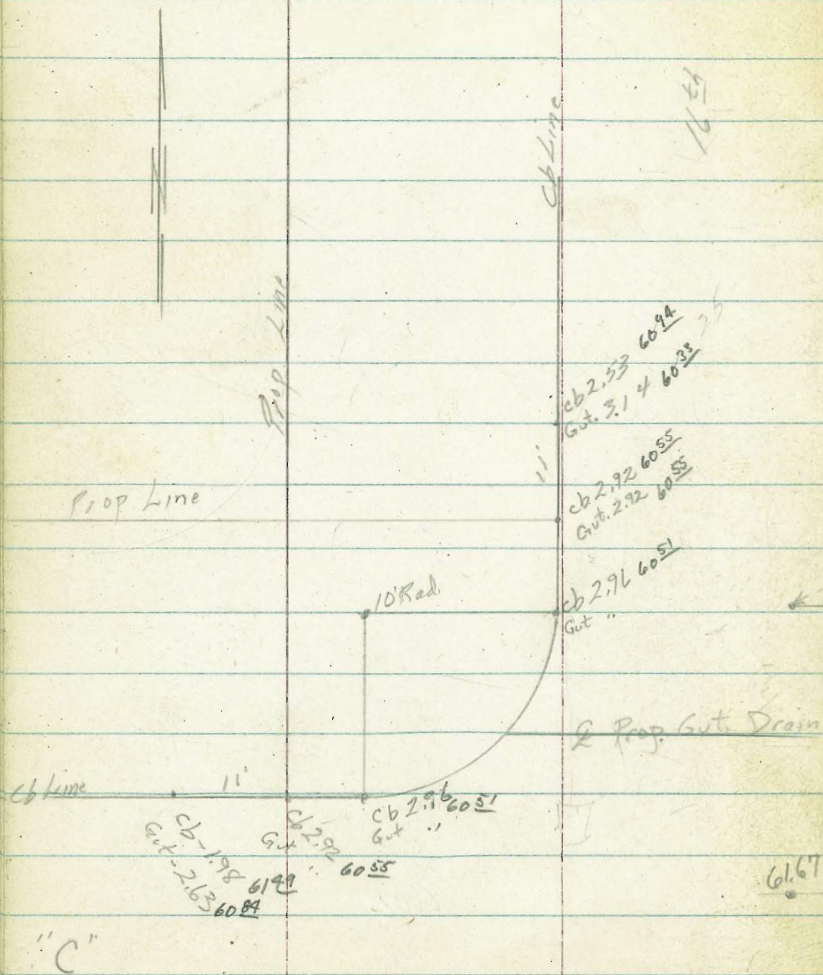 16th
Cb Line
Prop Line
cb 2.53 60 94
Gut. 3.14 60 33
11'
cb 2.92 60 55
Gut. 2.92 60 55
Prop Line
10' Rad.
cb 2.96 60 51
Gut "
℄ Prop. Gut. Drain
Cb Line
11'
Cb 2.96 60 51
Gut "
Cb 2.92
Gut " 60 55
Cb - 1.98 61 49
Gut - 2.63 60 84
61.67
"C"